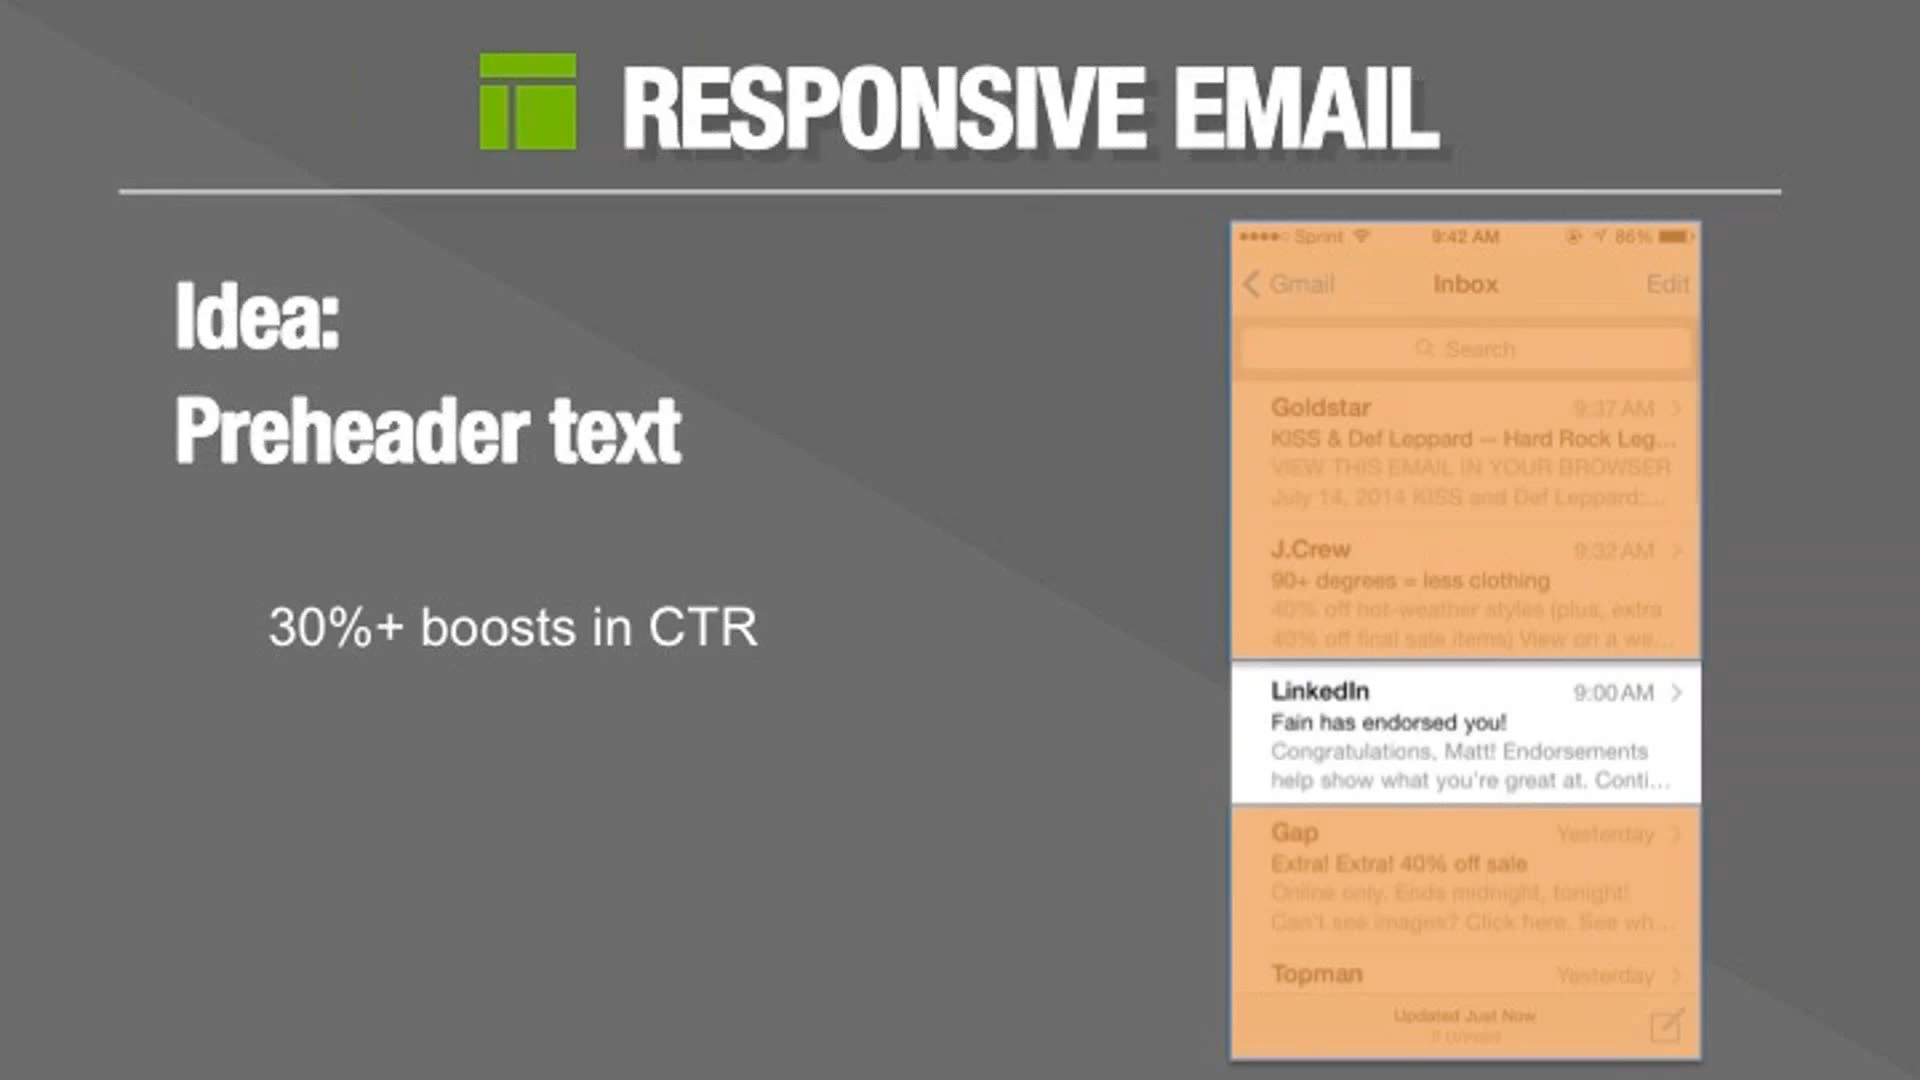 RESPONSIVE EMAIL
Idea:
Preheader text
30%+ boosts in CTR
Sprint 9:42 AM 86%
Gmail Inbox Edit
Search
Goldstar 9:37 AM
KISS & Def Leppard – Hard Rock Leg...
VIEW THIS EMAIL IN YOUR BROWSER
July 14, 2014 KISS and Def Leppard:...
J.Crew 9:32 AM
90+ degrees = less clothing
40% off hot-weather styles (plus, extra
40% off final sale items) View on a we...
LinkedIn 9:00 AM
Fain has endorsed you!
Congratulations, Matt! Endorsements
help show what you're great at. Conti...
Gap Yesterday
Extra! Extra! 40% off sale
Online only. Ends midnight, tonight!
Can't see images? Click here. See wh...
Topman Yesterday
Updated Just Now
Unread